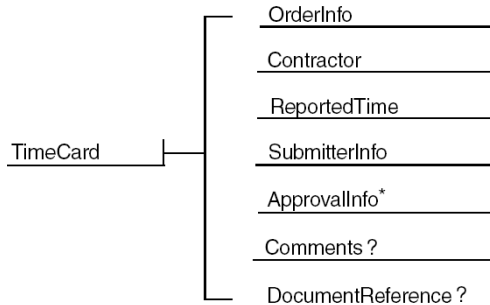 OrderInfo
Contractor
ReportedTime
TimeCard
SubmitterInfo
ApprovalInfo*
Comments ?
DocumentReference ?